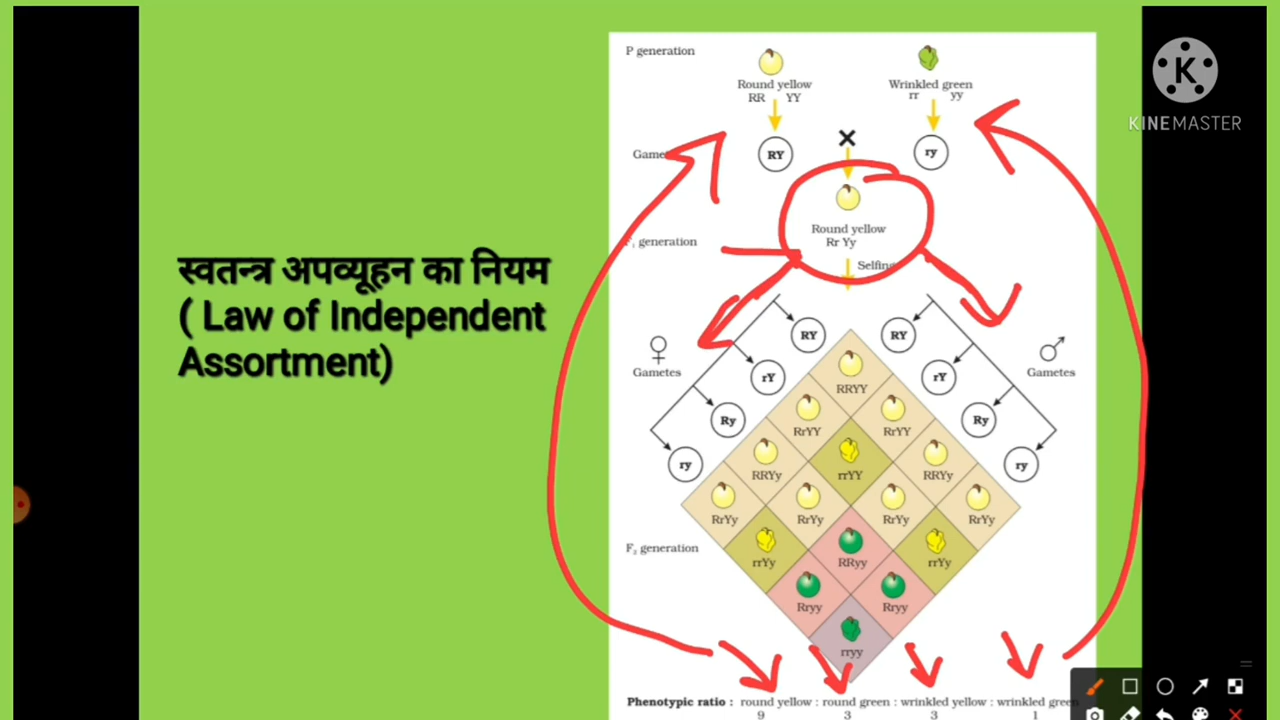 P generation
Round yellow
RR YY
Wrinkled green
rr yy
KINEMASTER
K
RY
ry
Round yellow
Rr Yy
generation
स्वतन्त्र अपव्यूहन का नियम
( Law of Independent
Assortment)
Gametes
Gametes
RY
RY
rY
rY
Ry
Ry
ry
ry
RRYY
RrYY
RrYY
RRYy
rrYY
RRYy
RrYy
RrYy
RrYy
RrYy
F2 generation
rrYy
RRyy
rrYy
Rryy
Rryy
rryy
Phenotypic ratio : round yellow : round green : wrinkled yellow : wrinkled green
9 3 3 1